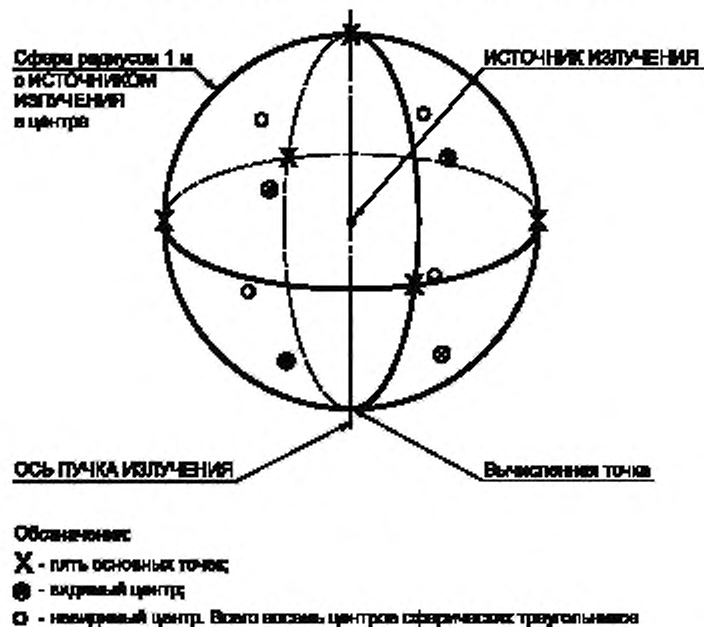 Сфера радиусом 1 м
с ИСТОЧНИКОМ
ИЗЛУЧЕНИЯ
в центре
ИСТОЧНИК ИЗЛУЧЕНИЯ
ОСЬ ПУЧКА ИЗЛУЧЕНИЯ
Вычисленная точка
Обозначения:
X - пять основных точек;
- видимый центр;
- невидимый центр. Всего восемь центров сферических треугольников